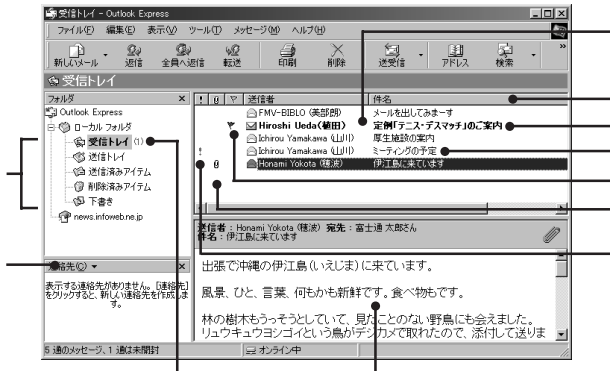 受信トレイ - Outlook Express
ファイル(F) 編集(E) 表示(V) ツール(T) メッセージ(M) ヘルプ(H)
新しいメール 返信 全員へ返信 転送 印刷 削除 送受信 アドレス 検索 »
受信トレイ
フォルダ ×
Outlook Express
ローカル フォルダ
受信トレイ (1)
送信トレイ
送信済みアイテム
削除済みアイテム
下書き
news.infoweb.ne.jp
! 送信者 件名
FMV-BIBLO (美部郎) メールを出してみまーす
Hiroshi Ueda(植田) 定例「テニス・デスマッチ」のご案内
Ichirou Yamakawa (山川) 厚生施設の案内
Ichirou Yamakawa (山川) ミーティングの予定
! Honami Yokota (穂波) 伊江島に来ています
送信者: Honami Yokota (穂波) 宛先: 富士通 太郎さん
件名: 伊江島に来ています
連絡先(C) ▼ ×
表示する連絡先がありません。[連絡先]
をクリックすると、新しい連絡先を作成しま
す。
出張で沖縄の伊江島(いえじま)に来ています。
風景、ひと、言葉、何もかも新鮮です。食べ物もです。
林の樹木もうっそうとしていて、見たことのない野鳥にも会えました。
リュウキュウヨシゴイという鳥がデジカメで取れたので、添付して送りま
5 通のメッセージ、1 通は未開封 オンライン中